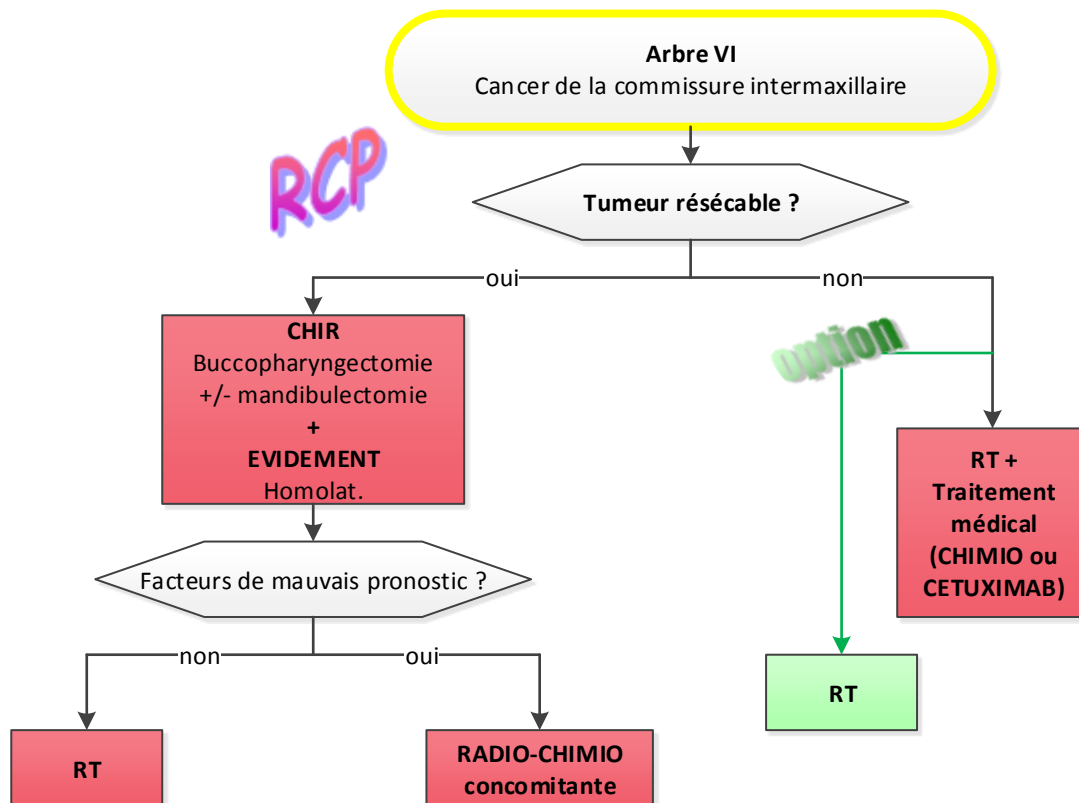 Arbre VI
Cancer de la commissure intermaxillaire
RCP
Tumeur résécable ?
oui
non
CHIR
Buccopharyngectomie
+/- mandibulectomie
+
EVIDEMENT
Homolat.
option
RT +
Traitement
médical
(CHIMIO ou
CETUXIMAB)
Facteurs de mauvais pronostic ?
non
oui
RT
RT
RADIO-CHIMIO
concomitante